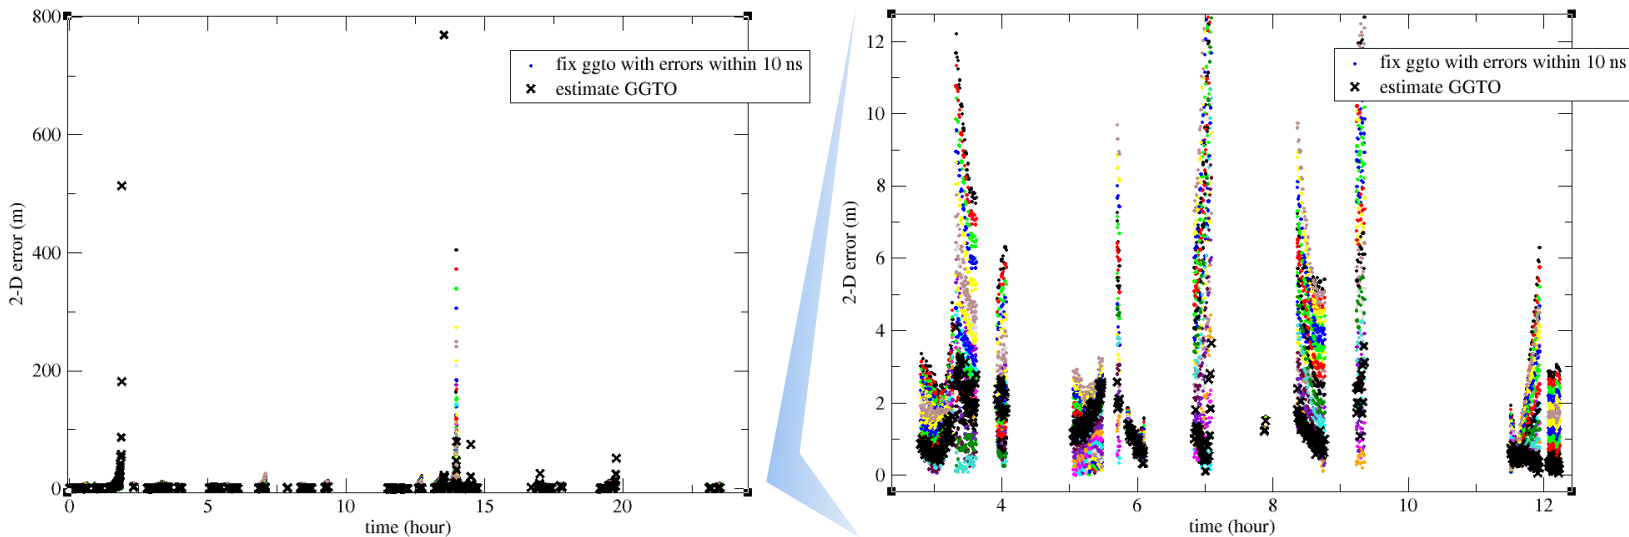 800
600
400
200
0
2-D error (m)
fix ggto with errors within 10 ns
estimate GGTO
0 5 10 15 20
time (hour)
12
10
8
6
4
2
0
2-D error (m)
fix ggto with errors within 10 ns
estimate GGTO
4 6 8 10 12
time (hour)